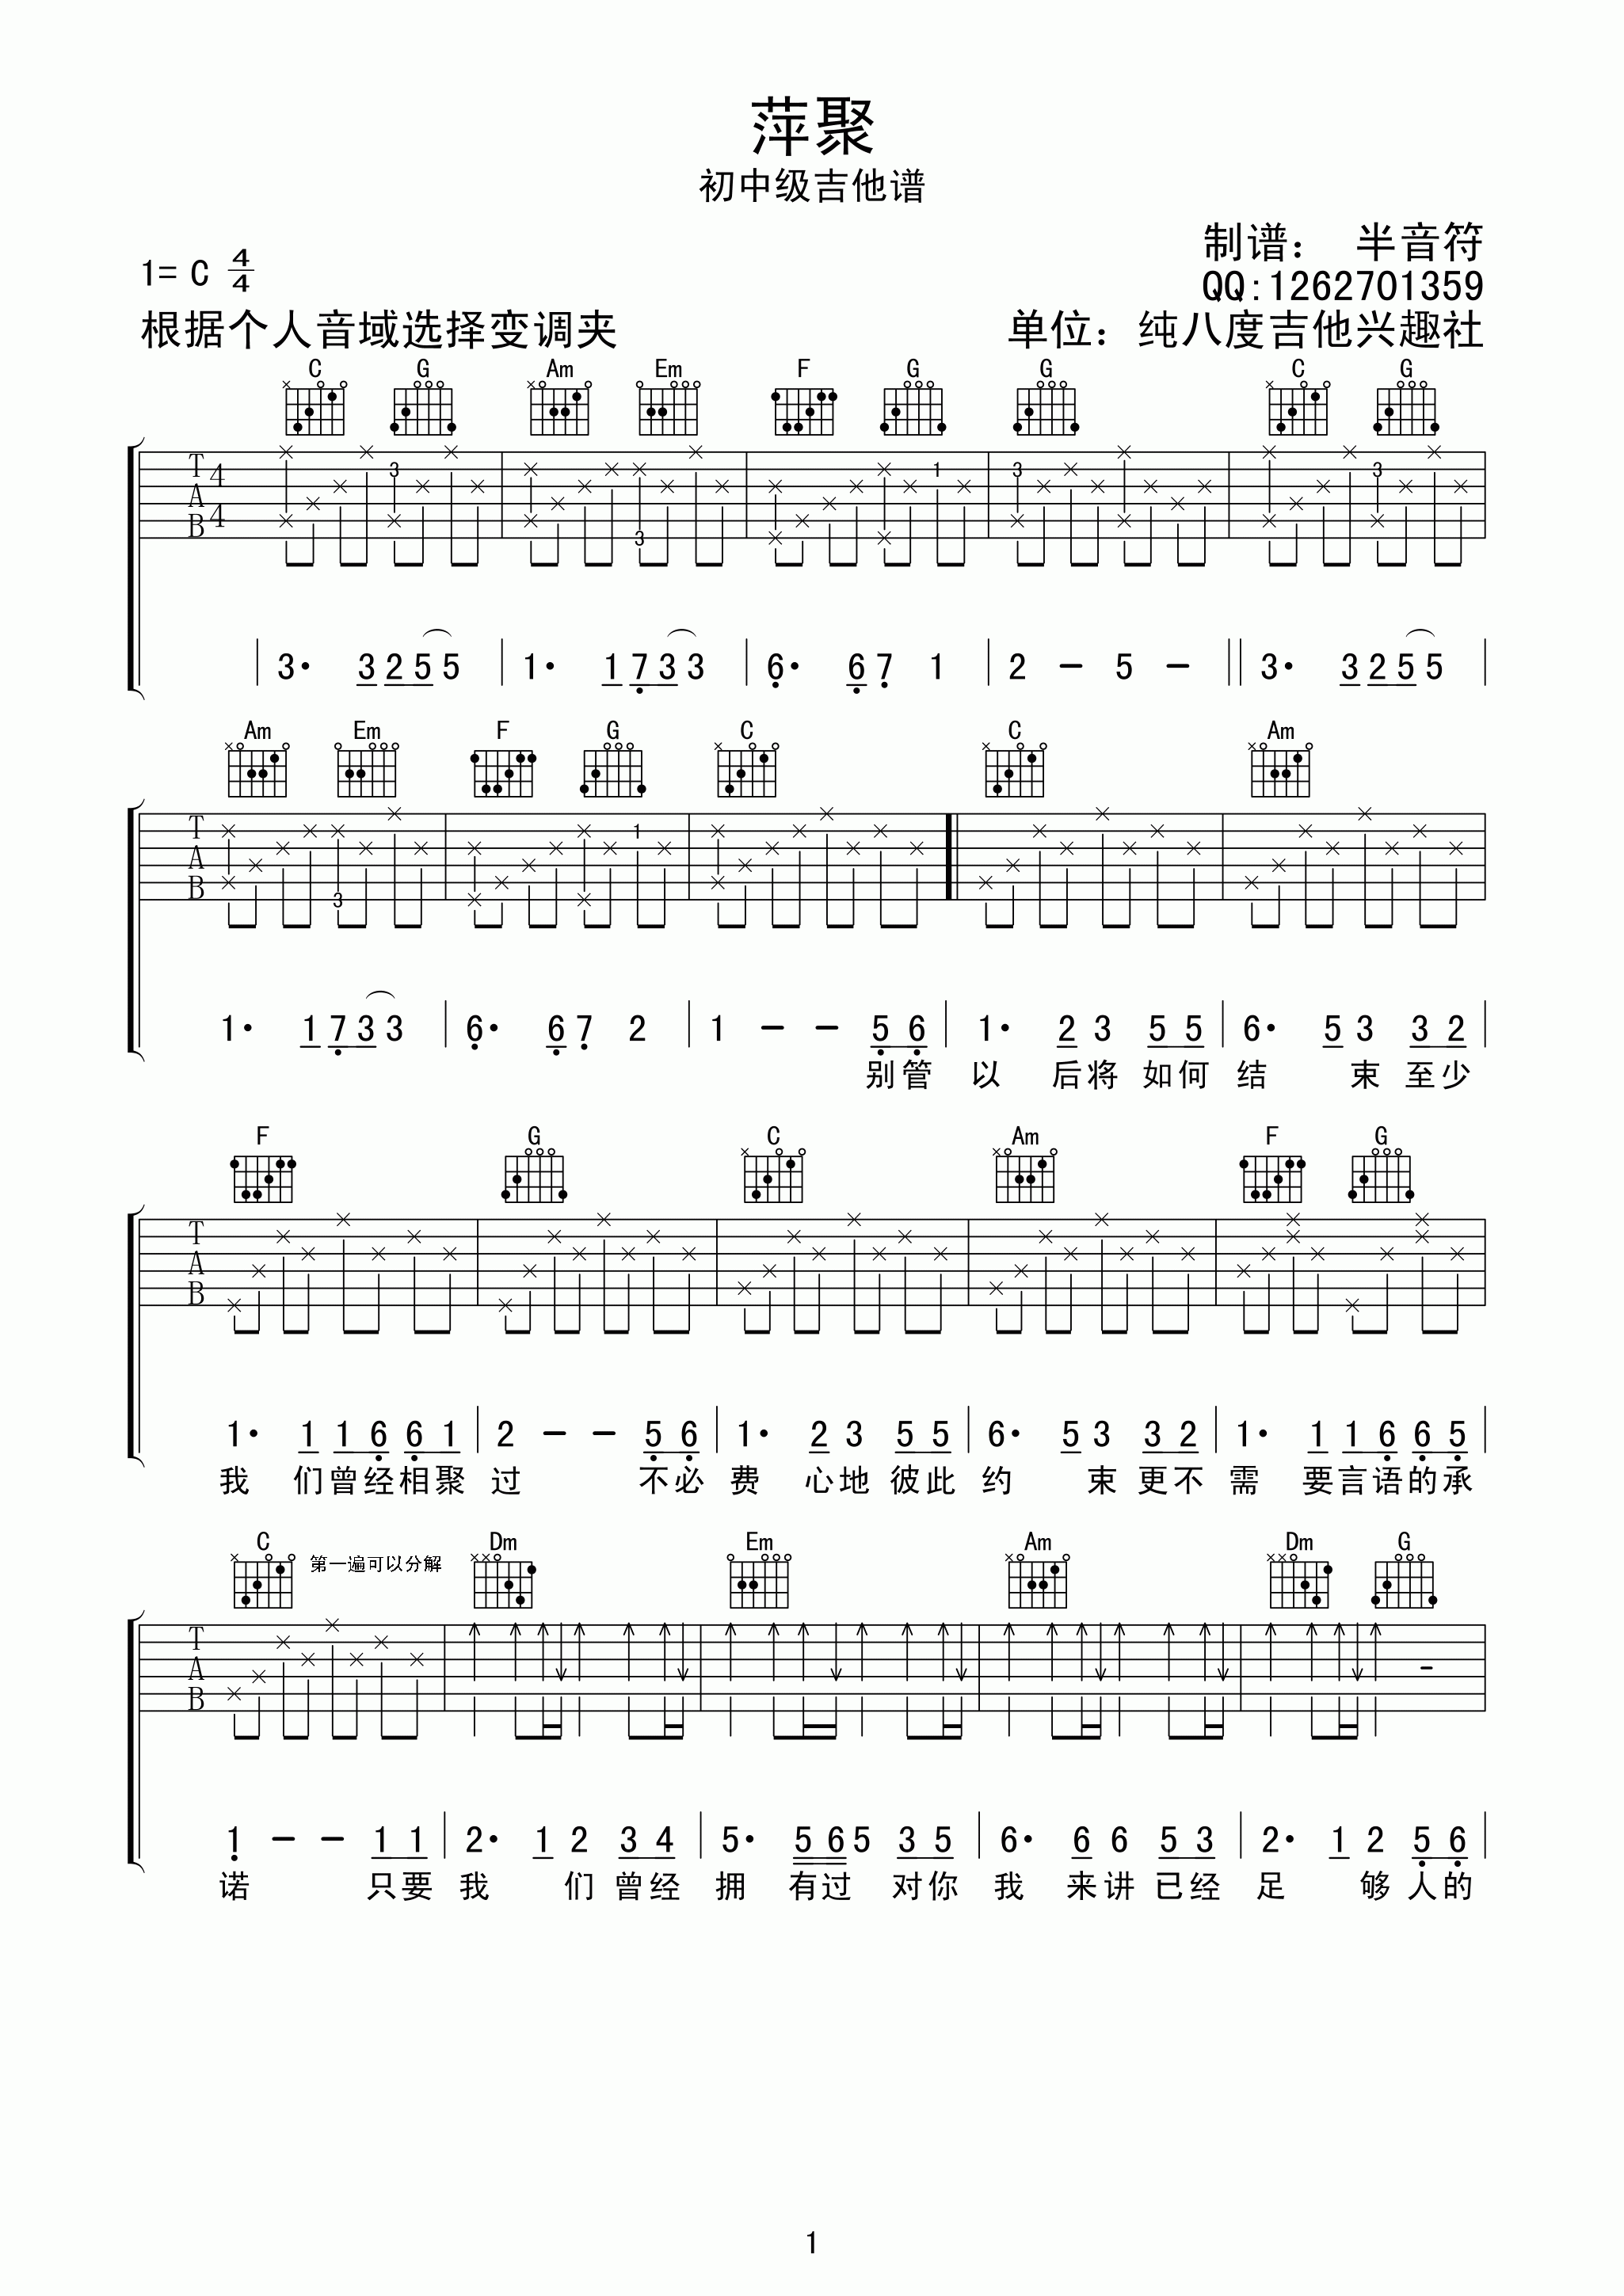 萍聚
初中级吉他谱
制谱： 半音符
1= C 4/4
QQ:1262701359
根据个人音域选择变调夹
单位：纯八度吉他兴趣社
C G Am Em F G G C G
T A B 4 4 3 3 3 1 3
3· 3 2 5 5 1· 1 7 3 3 6· 6 7 1 2 - 5 - 3· 3 2 5 5
Am Em F G C C Am
T A B 3 1
1· 1 7 3 3 6· 6 7 2 1 - - 5 6 1· 2 3 5 5 6· 5 3 3 2
别管 以 后将 如何 结 束 至少
F G C Am F G
T A B
1· 1 1 6 6 1 2 - - 5 6 1· 2 3 5 5 6· 5 3 3 2 1· 1 1 6 6 5
我 们曾经相聚 过 不必 费 心地 彼此 约 束 更不 需 要言语的承
C 第一遍可以分解 Dm Em Am Dm G
T A B -
1 - - 1 1 2· 1 2 3 4 5· 5 6 5 3 5 6· 6 6 5 3 2· 1 2 5 6
诺 只要 我 们 曾经 拥 有过 对你 我 来讲 已经 足 够 人的
1